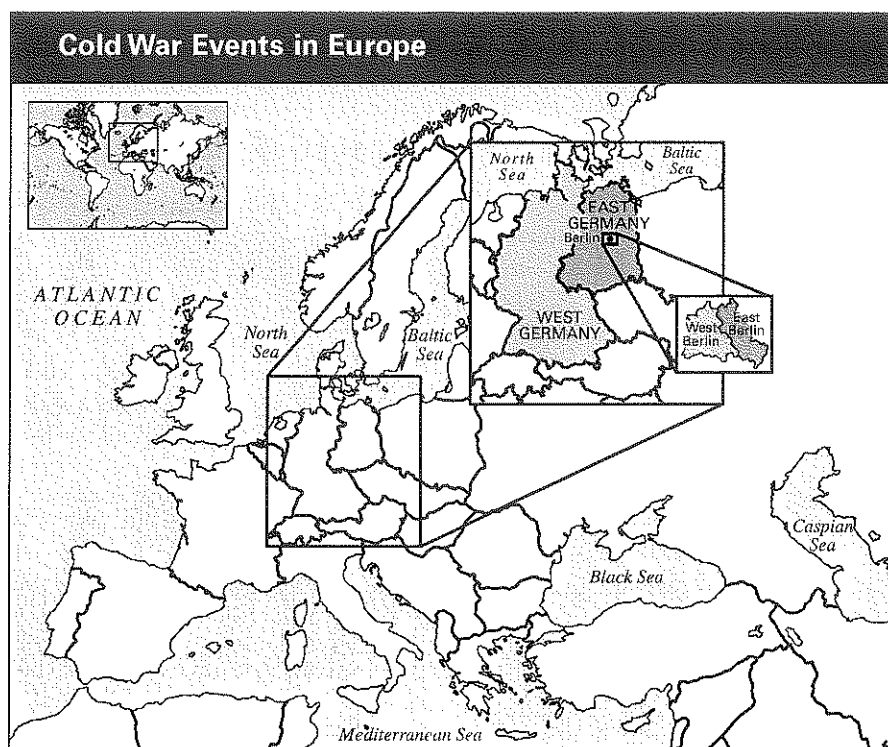 Cold War Events in Europe
North
Sea
Baltic
Sea
EAST
GERMANY
Berlin
WEST
GERMANY
West
Berlin
East
Berlin
ATLANTIC
OCEAN
North
Sea
Baltic
Sea
Caspian
Sea
Black Sea
Mediterranean Sea